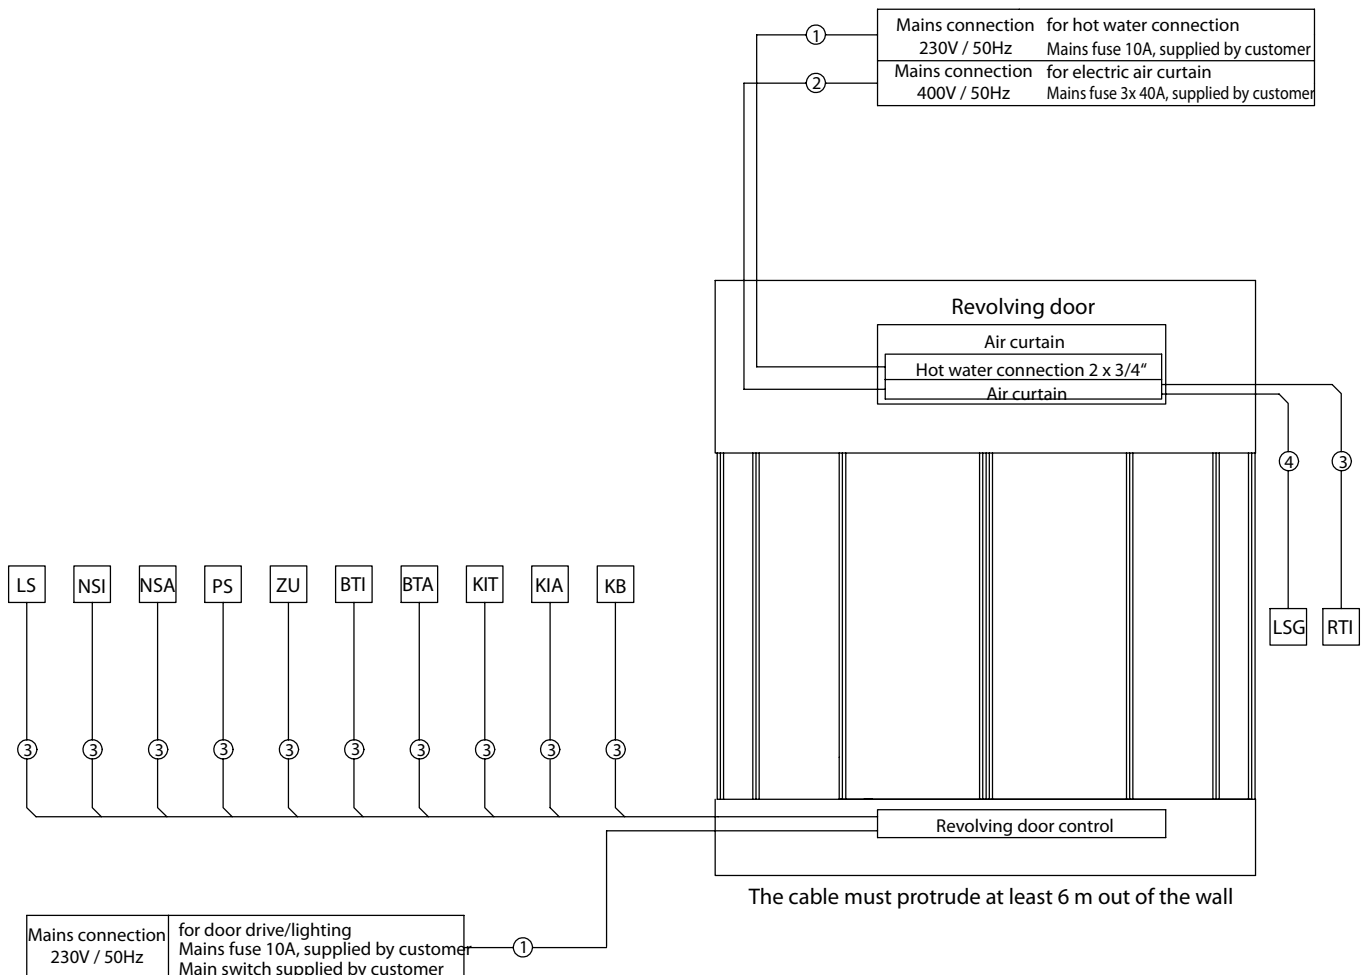 Mains connection for hot water connection
230V / 50Hz Mains fuse 10A, supplied by customer
1
Mains connection for electric air curtain
400V / 50Hz Mains fuse 3x 40A, supplied by customer
2
Revolving door
Air curtain
Hot water connection 2 x 3/4“
Air curtain
4 3
LS NSI NSA PS ZU BTI BTA KIT KIA KB
LSG RTI
3 3 3 3 3 3 3 3 3 3
Revolving door control
The cable must protrude at least 6 m out of the wall
Mains connection
230V / 50Hz
for door drive/lighting
Mains fuse 10A, supplied by customer
Main switch supplied by customer
1